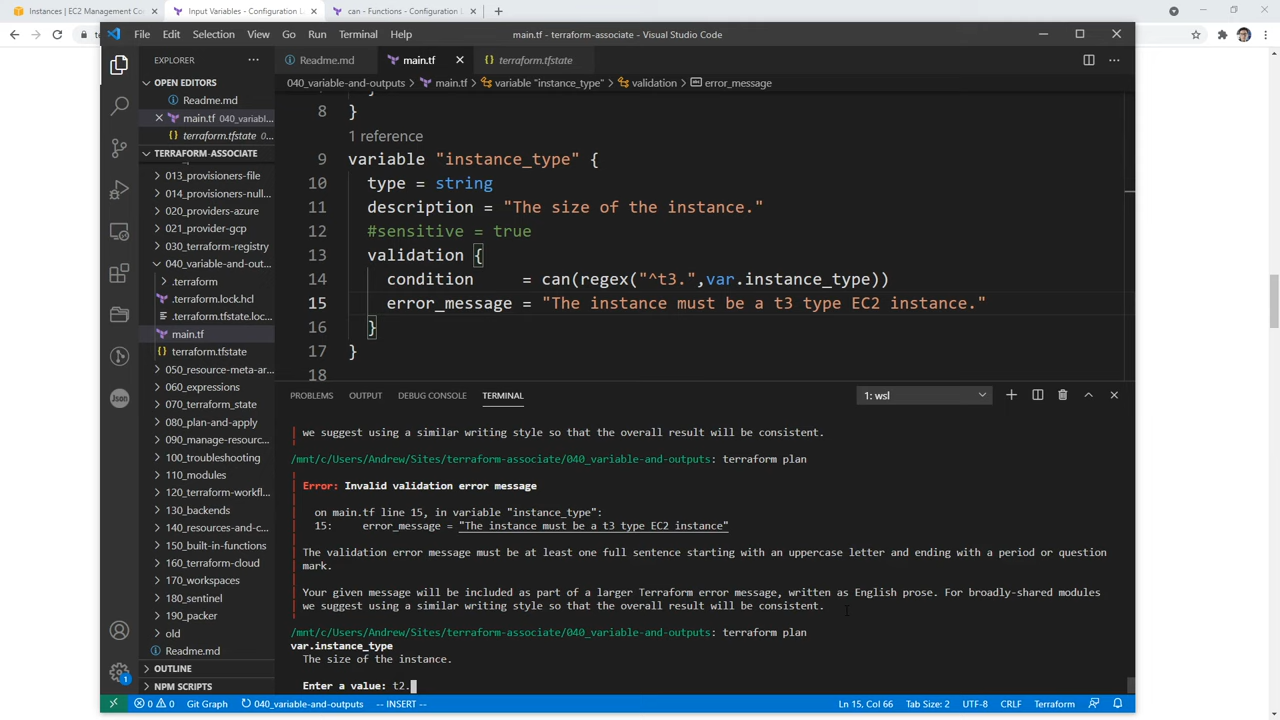 Instances | EC2 Management Co
Input Variables - Configuration L
can - Functions - Configuration L
File Edit Selection View Go Run Terminal Help
main.tf - terraform-associate - Visual Studio Code
EXPLORER
Readme.md
main.tf
terraform.tfstate
OPEN EDITORS
Readme.md
main.tf 040_variabl...
terraform.tfstate 0...
TERRAFORM-ASSOCIATE
013_provisioners-file
014_provisioners-null...
020_providers-azure
021_provider-gcp
030_terraform-registry
040_variable-and-out...
.terraform
.terraform.lock.hcl
.terraform.tfstate.loc...
main.tf
terraform.tfstate
050_resource-meta-ar...
060_expressions
070_terraform_state
080_plan-and-apply
090_manage-resourc...
100_troubleshooting
110_modules
120_terraform-workfl...
130_backends
140_resources-and-c...
150_built-in-functions
160_terraform-cloud
170_workspaces
180_sentinel
190_packer
old
Readme.md
OUTLINE
NPM SCRIPTS
Json
1
040_variable-and-outputs > main.tf > variable "instance_type" > validation > error_message
8 }
1 reference
9 variable "instance_type" {
10 type = string
11 description = "The size of the instance."
12 #sensitive = true
13 validation {
14 condition = can(regex("^t3.",var.instance_type))
15 error_message = "The instance must be a t3 type EC2 instance."
16 }
17 }
18
PROBLEMS OUTPUT DEBUG CONSOLE TERMINAL
1: wsl
we suggest using a similar writing style so that the overall result will be consistent.
/mnt/c/Users/Andrew/Sites/terraform-associate/040_variable-and-outputs: terraform plan
Error: Invalid validation error message
on main.tf line 15, in variable "instance_type":
15: error_message = "The instance must be a t3 type EC2 instance"
The validation error message must be at least one full sentence starting with an uppercase letter and ending with a period or question
mark.
Your given message will be included as part of a larger Terraform error message, written as English prose. For broadly-shared modules
we suggest using a similar writing style so that the overall result will be consistent.
/mnt/c/Users/Andrew/Sites/terraform-associate/040_variable-and-outputs: terraform plan
var.instance_type
The size of the instance.
Enter a value: t2.
0 0 Git Graph 040_variable-and-outputs -- INSERT --
Ln 15, Col 66 Tab Size: 2 UTF-8 CRLF Terraform